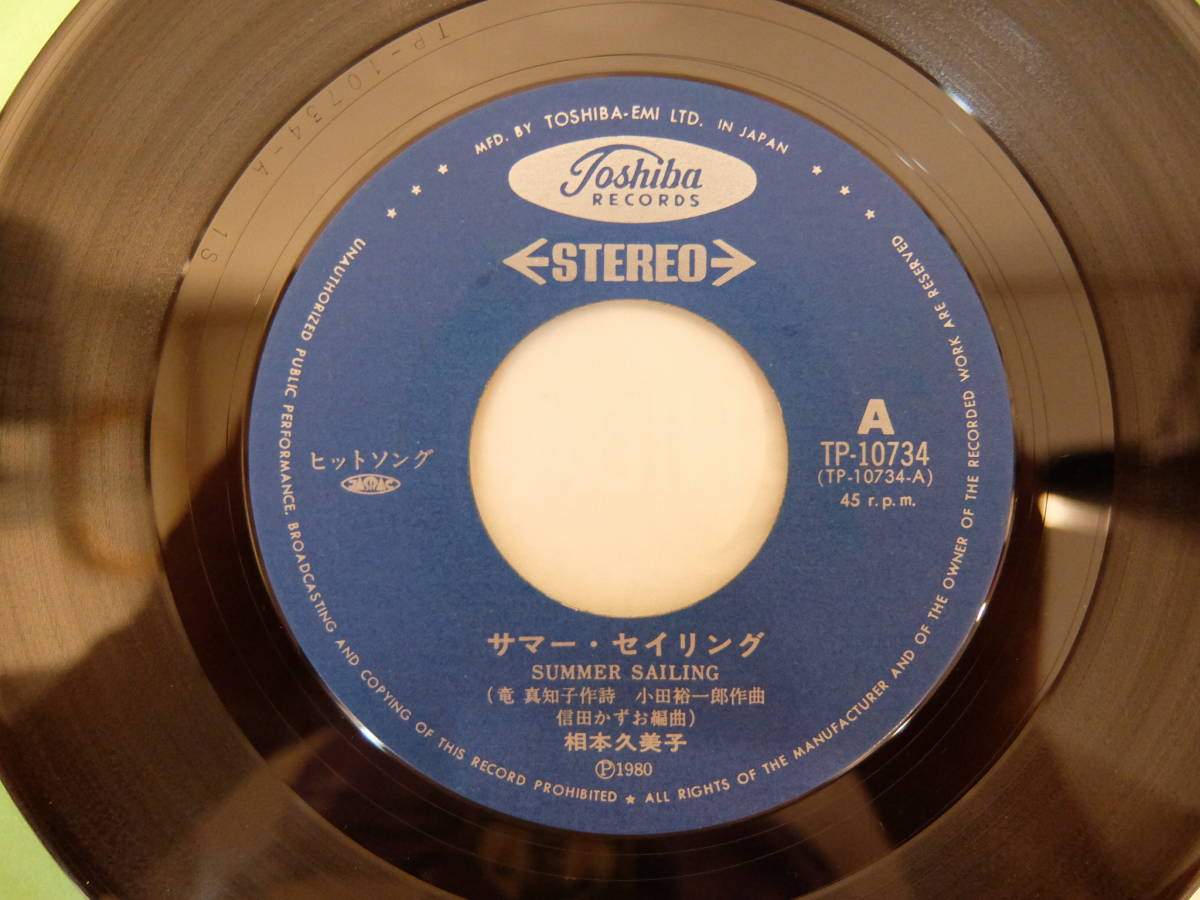 TP-10734-A 1S
MFD. BY TOSHIBA-EMI LTD. IN JAPAN
Toshiba
RECORDS
STEREO
ヒットソング
JASRAC
A
TP-10734
(TP-10734-A)
45 r.p.m.
サマー・セイリング
SUMMER SAILING
(竜 真知子作詩 小田裕一郎作曲
信田かずお編曲)
相本久美子
Ⓟ1980
UNAUTHORIZED PUBLIC PERFORMANCE, BROADCASTING AND COPYING OF THIS RECORD PROHIBITED ★ ALL RIGHTS OF THE MANUFACTURER AND OF THE OWNER OF THE RECORDED WORK ARE RESERVED